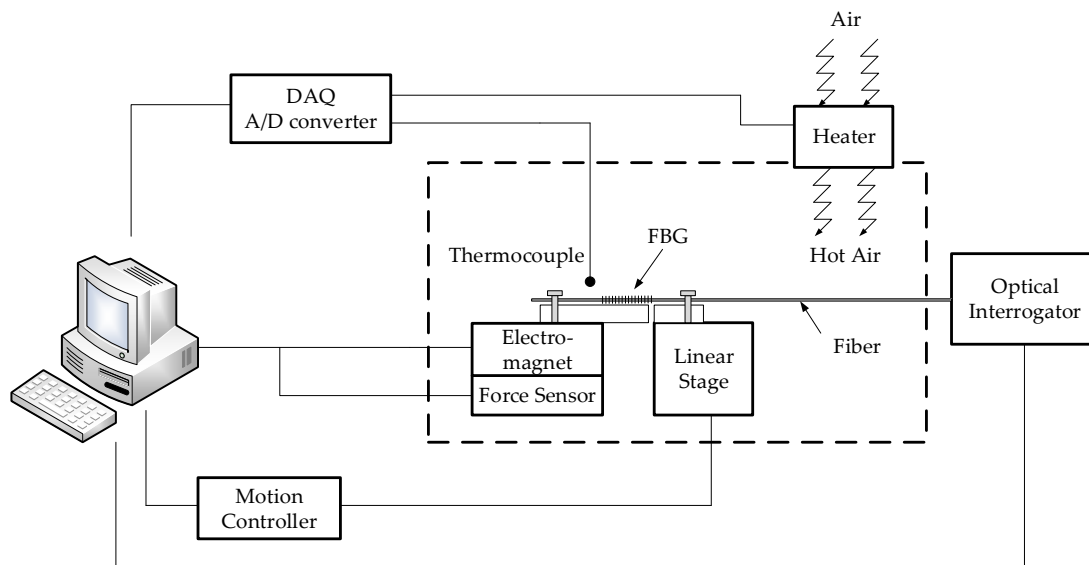 Air
DAQ
A/D converter
Heater
Thermocouple
FBG
Hot Air
Optical
Interrogator
Electro-
magnet
Force Sensor
Linear
Stage
Fiber
Motion
Controller